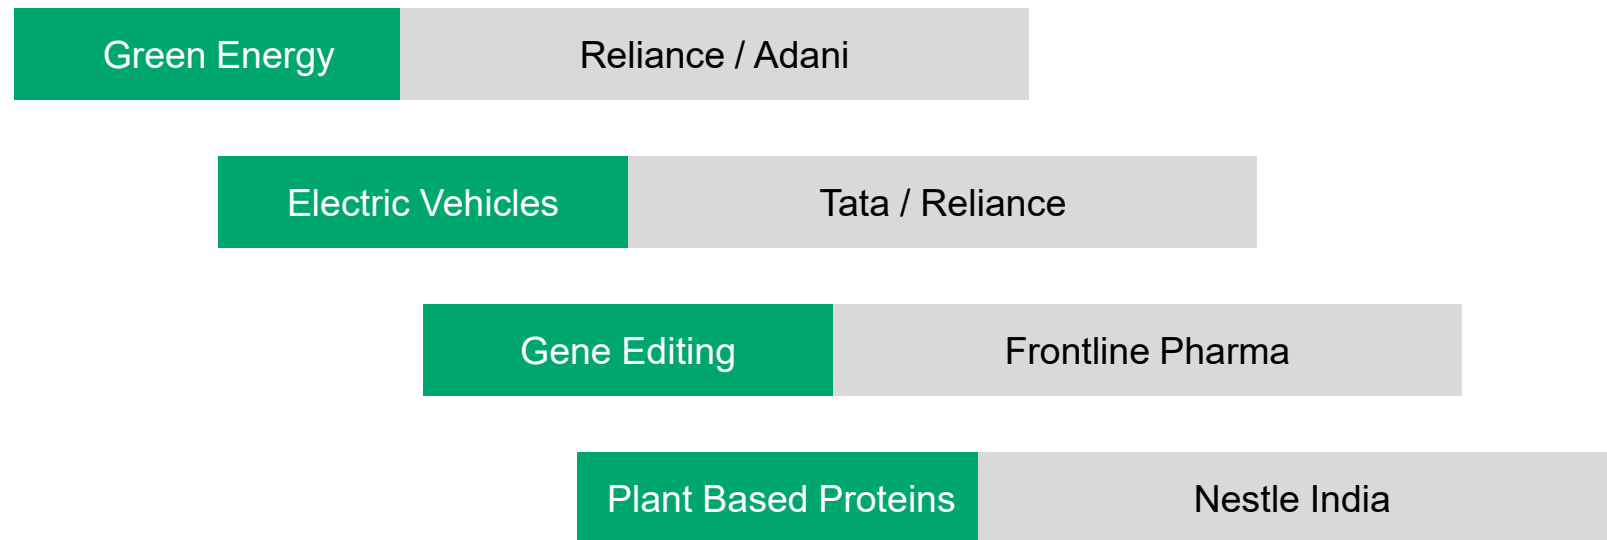 Green Energy Reliance / Adani
Electric Vehicles Tata / Reliance
Gene Editing Frontline Pharma
Plant Based Proteins Nestle India